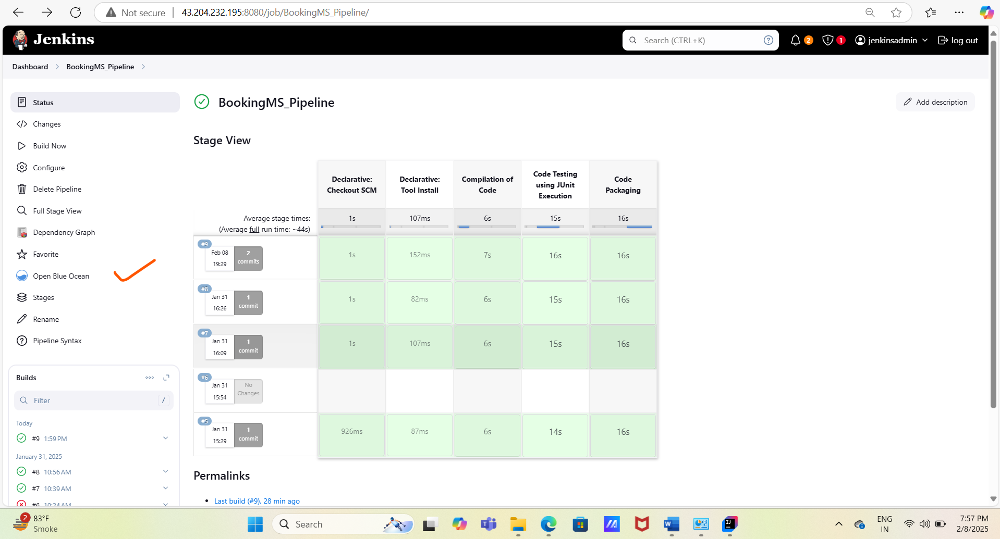 Not secure
43.204.232.195:8080/job/BookingMS_Pipeline/
Jenkins
Search (CTRL+K)
2
1
jenkinsadmin
log out
Dashboard
BookingMS_Pipeline
Status
Changes
Build Now
Configure
Delete Pipeline
Full Stage View
Dependency Graph
Favorite
Open Blue Ocean
Stages
Rename
Pipeline Syntax
Builds
Filter
/
Today
#9 1:59 PM
January 31, 2025
#8 10:56 AM
#7 10:39 AM
#6 10:24 AM
BookingMS_Pipeline
Add description
Stage View
Declarative:
Checkout SCM
Declarative:
Tool Install
Compilation of
Code
Code Testing
using JUnit
Execution
Code
Packaging
Average stage times:
(Average full run time: ~44s)
1s
107ms
6s
15s
16s
#9
Feb 08
19:29
2
commits
1s
152ms
7s
16s
16s
#8
Jan 31
16:26
1
commit
1s
82ms
6s
15s
16s
#7
Jan 31
16:09
1
commit
1s
107ms
6s
15s
16s
#6
Jan 31
15:54
No
Changes
#5
Jan 31
15:29
1
commit
926ms
87ms
6s
14s
16s
Permalinks
Last build (#9), 28 min ago
2
83°F
Smoke
Search
ENG
IN
7:57 PM
2/8/2025